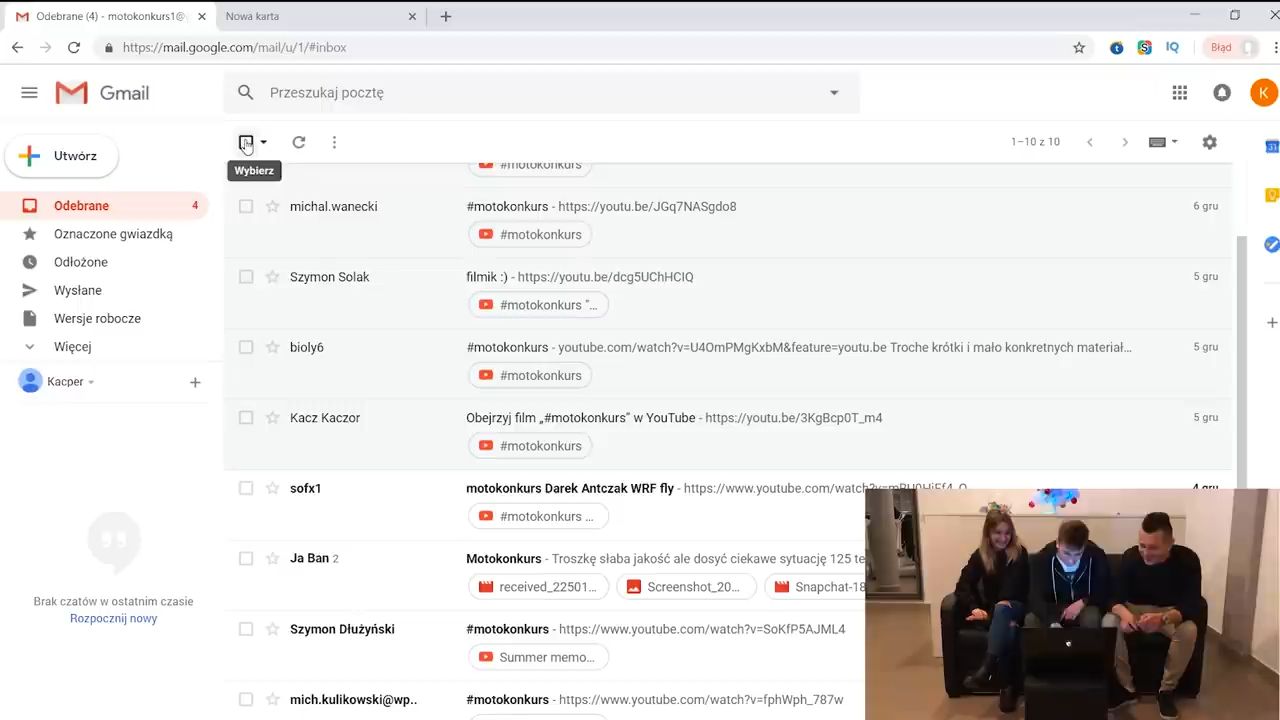 Odebrane (4) - motokonkurs1@
Nowa karta
https://mail.google.com/mail/u/1/#inbox
IQ
Błąd
Gmail
Przeszukaj pocztę
K
1–10 z 10
Wybierz
Utwórz
Odebrane 4
Oznaczone gwiazdką
Odłożone
Wysłane
Wersje robocze
Więcej
Kacper
Brak czatów w ostatnim czasie
Rozpocznij nowy
#motokonkurs
michal.wanecki #motokonkurs - https://youtu.be/JGq7NASgdo8 6 gru
#motokonkurs
Szymon Solak filmik :) - https://youtu.be/dcg5UChHCIQ 5 gru
#motokonkurs "...
bioly6 #motokonkurs - youtube.com/watch?v=U4OmPMgKxbM&feature=youtu.be Troche krótki i mało konkretnych materiał... 5 gru
#motokonkurs
Kacz Kaczor Obejrzyj film „#motokonkurs” w YouTube - https://youtu.be/3KgBcp0T_m4 5 gru
#motokonkurs
sofx1 motokonkurs Darek Antczak WRF fly - 4 gru
#motokonkurs ...
Ja Ban 2 Motokonkurs - Troszkę słaba jakość ale dosyć ciekawe sytuację 125 te
received_22501... Screenshot_20... Snapchat-18
Szymon Dłużyński #motokonkurs - https://www.youtube.com/watch?v=SoKfP5AJML4
Summer memo...
mich.kulikowski@wp.. #motokonkurs - https://www.youtube.com/watch?v=fphWph_787w